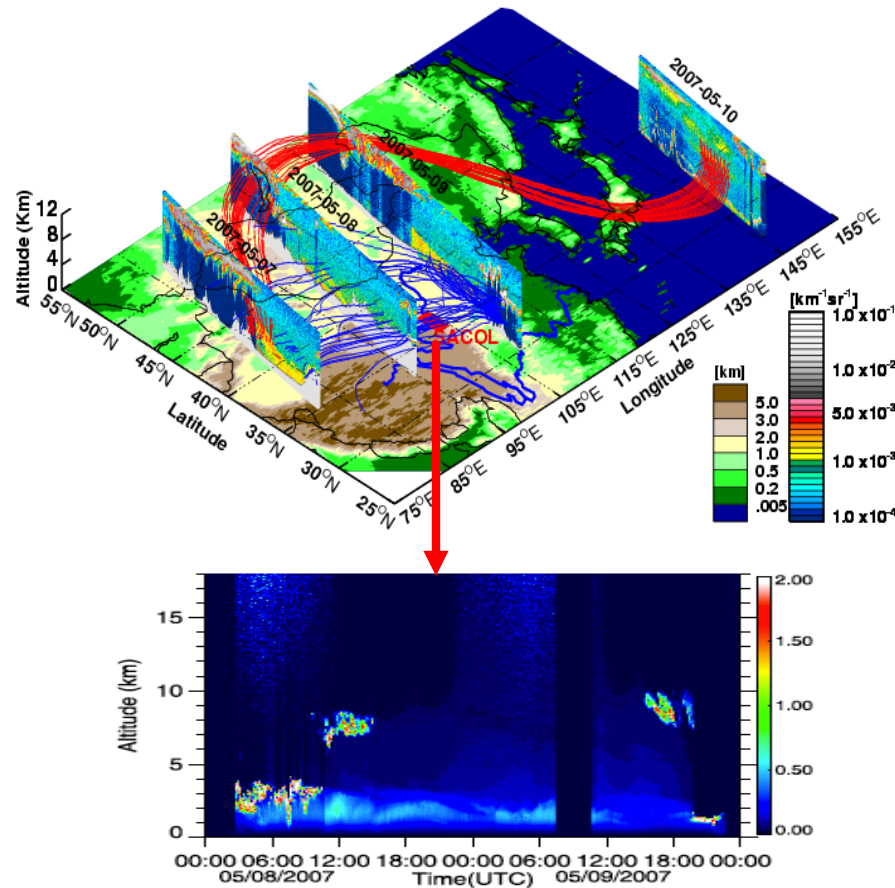 2007-05-10
2007-05-09
2007-05-08
2007-05-07
Altitude (Km)
12
8
4
0
55°N
50°N
45°N
40°N
35°N
30°N
25°N
Latitude
75°E
85°E
95°E
105°E
115°E
125°E
135°E
145°E
155°E
Longitude
SACOL
[km]
5.0
3.0
2.0
1.0
0.5
0.2
.005
[km⁻¹sr⁻¹]
1.0 x10⁻¹
1.0 x10⁻²
5.0 x10⁻³
1.0 x10⁻³
1.0 x10⁻⁴
Altitude (km)
15
10
5
0
2.00
1.50
1.00
0.50
0.00
00:00 06:00 12:00 18:00 00:00 06:00 12:00 18:00 00:00
05/08/2007 Time(UTC) 05/09/2007